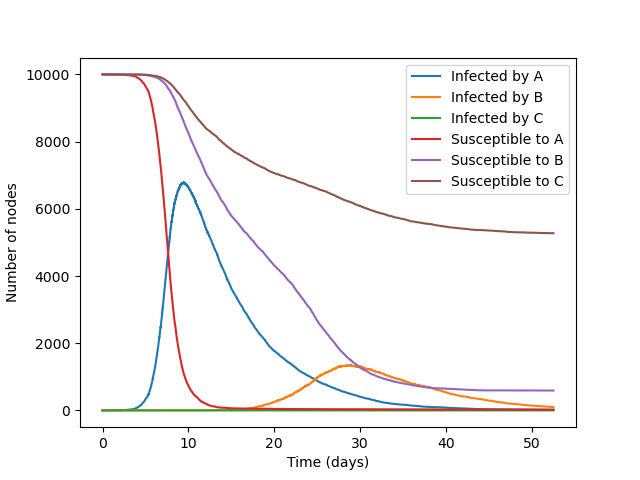 Number of nodes
10000
8000
6000
4000
2000
0
Infected by A
Infected by B
Infected by C
Susceptible to A
Susceptible to B
Susceptible to C
0 10 20 30 40 50
Time (days)